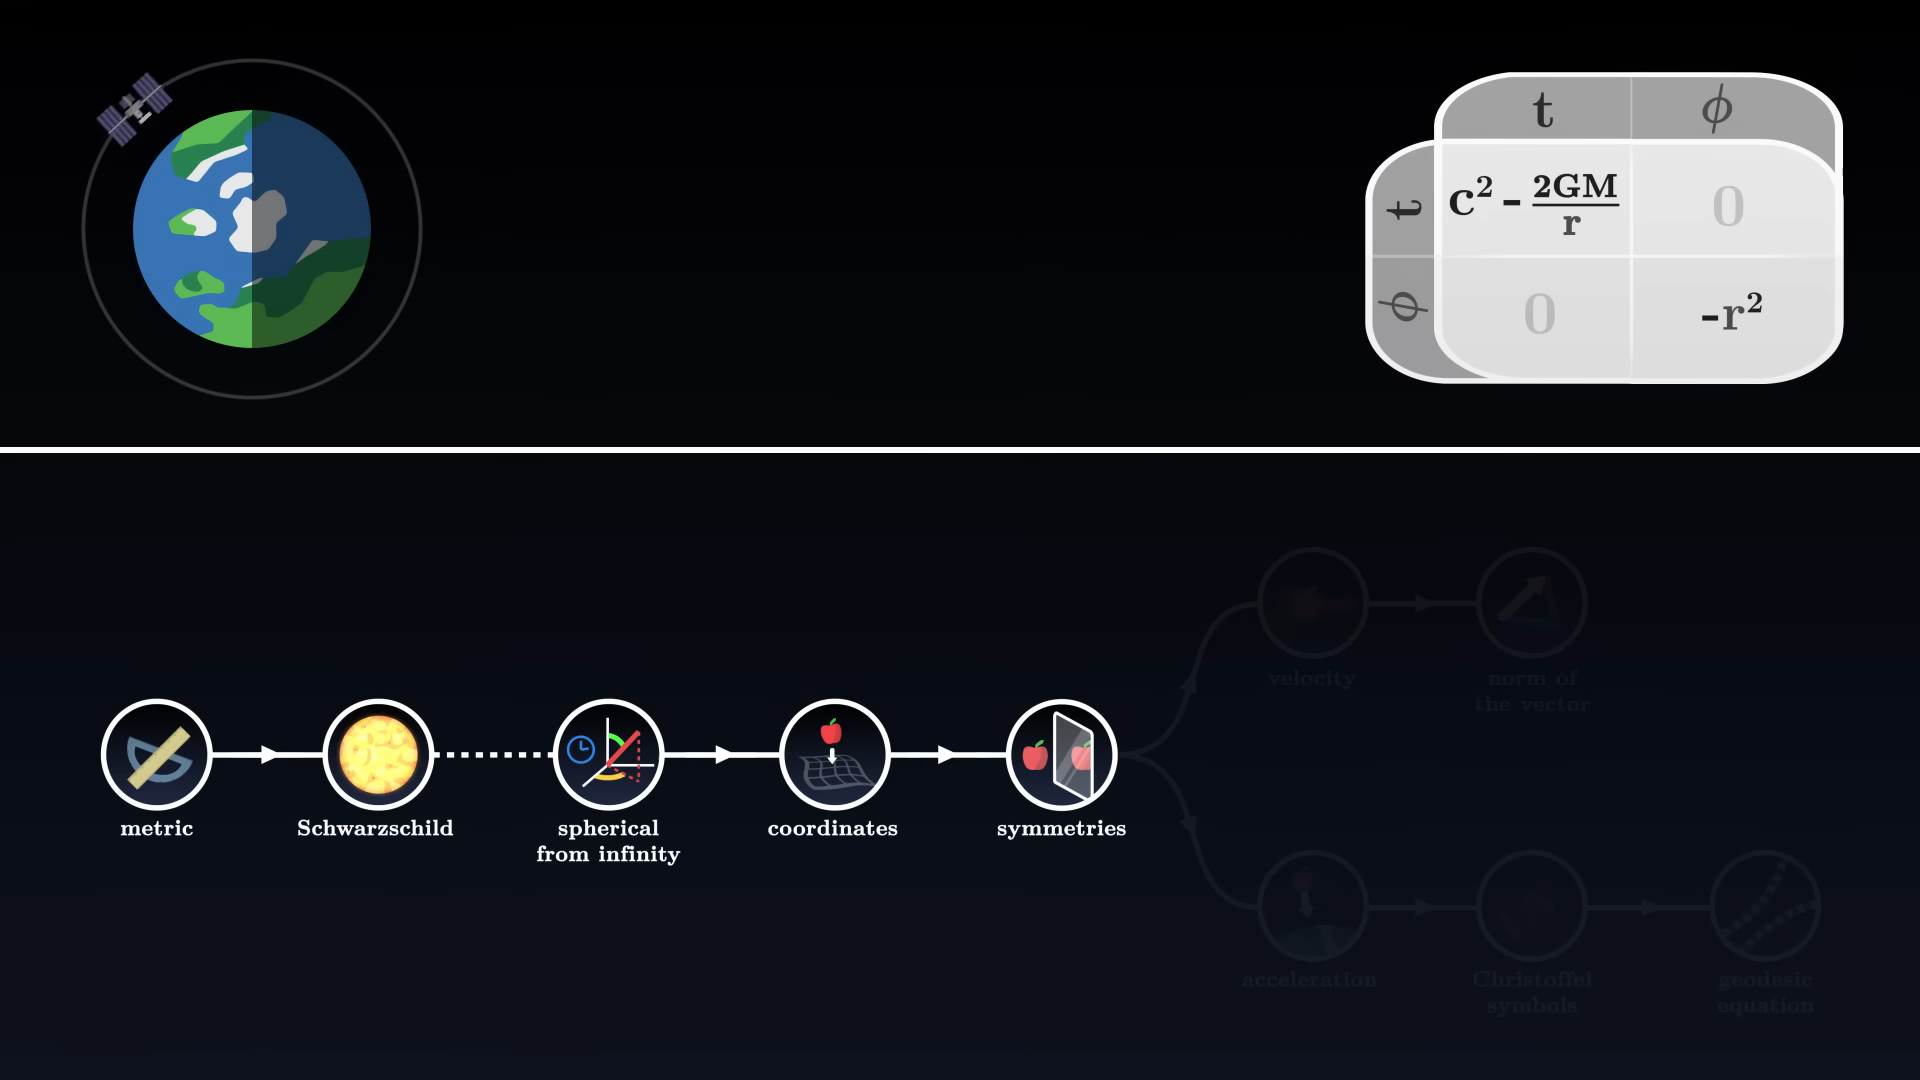 t ϕ
t c² - 2GM/r 0
ϕ 0 -r²
velocity
norm of
the vector
metric
Schwarzschild
spherical
from infinity
coordinates
symmetries
acceleration
Christoffel
symbols
geodesic
equation